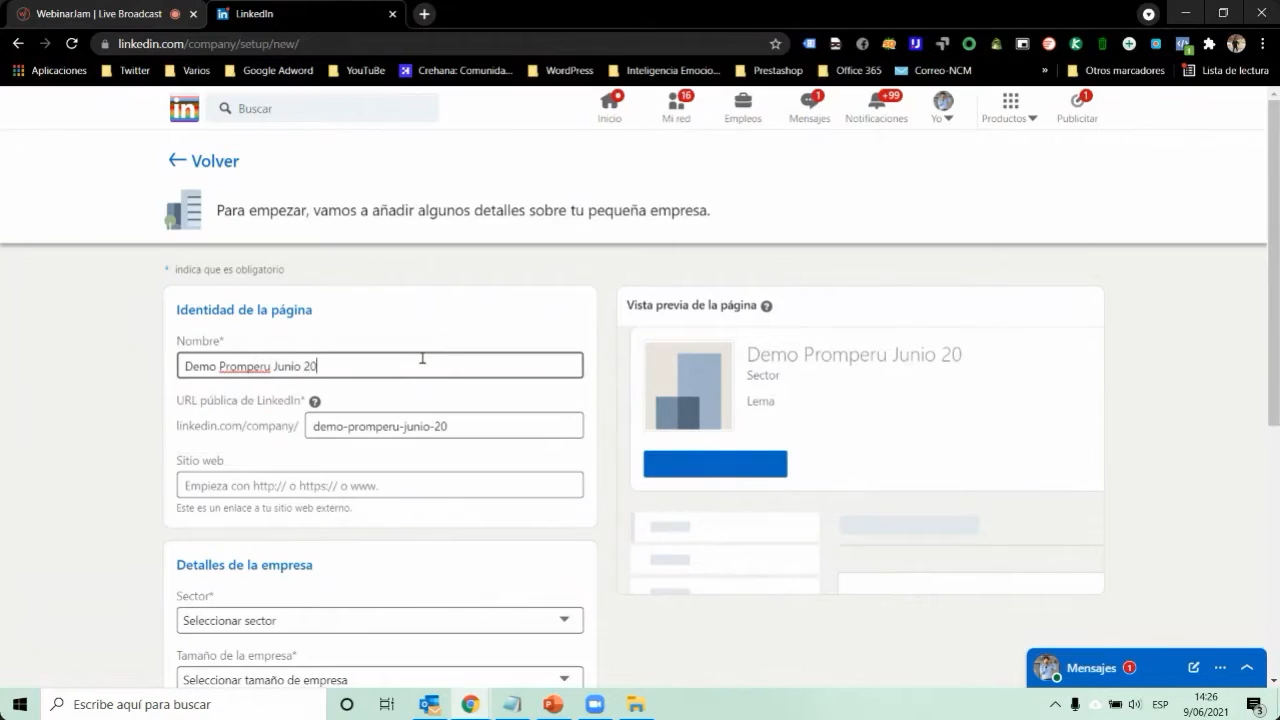 WebinarJam | Live Broadcast
LinkedIn
linkedin.com/company/setup/new/
Aplicaciones
Twitter
Varios
Google Adword
YouTube
Crehana: Comunida...
WordPress
Inteligencia Emocio...
Prestashop
Office 365
Correo-NCM
»
Otros marcadores
Lista de lectura
in
Buscar
Inicio
16
Mi red
Empleos
1
Mensajes
+99
Notificaciones
Yo
Productos
1
Publicitar
← Volver
Para empezar, vamos a añadir algunos detalles sobre tu pequeña empresa.
* indica que es obligatorio
Identidad de la página
Nombre*
Demo Promperu Junio 20
URL pública de LinkedIn*
linkedin.com/company/ demo-promperu-junio-20
Sitio web
Empieza con http:// o https:// o www.
Este es un enlace a tu sitio web externo.
Detalles de la empresa
Sector*
Seleccionar sector
Tamaño de la empresa*
Seleccionar tamaño de empresa
Vista previa de la página
Demo Promperu Junio 20
Sector
Lema
Mensajes 1
Escribe aquí para buscar
ESP
14:26
9/06/2021
3